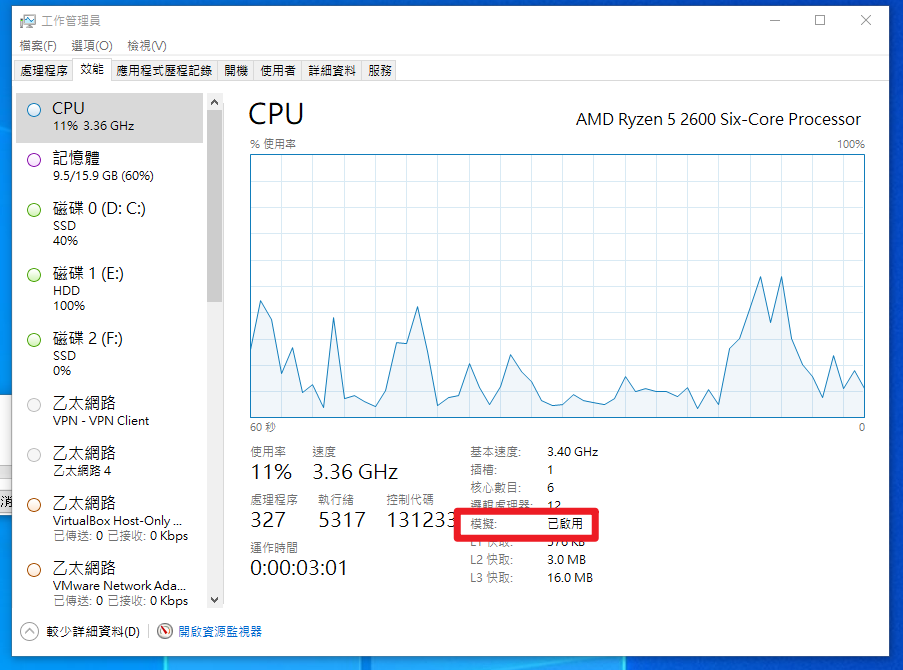 工作管理員
檔案(F) 選項(O) 檢視(V)
處理程序 效能 應用程式歷程記錄 開機 使用者 詳細資料 服務
CPU
11% 3.36 GHz
記憶體
9.5/15.9 GB (60%)
磁碟 0 (D: C:)
SSD
40%
磁碟 1 (E:)
HDD
100%
磁碟 2 (F:)
SSD
0%
乙太網路
VPN - VPN Client
乙太網路
乙太網路 4
乙太網路
VirtualBox Host-Only ...
已傳送: 0 已接收: 0 Kbps
乙太網路
VMware Network Ada...
已傳送: 0 已接收: 0 Kbps
CPU
AMD Ryzen 5 2600 Six-Core Processor
% 使用率 100%
60 秒 0
使用率 速度
11% 3.36 GHz
處理程序 執行緒 控制代碼
327 5317 131233
運作時間
0:00:03:01
基本速度: 3.40 GHz
插槽: 1
核心數目: 6
邏輯處理器: 12
模擬: 已啟用
L1 快取: 576 KB
L2 快取: 3.0 MB
L3 快取: 16.0 MB
較少詳細資料(D) 開啟資源監視器
消